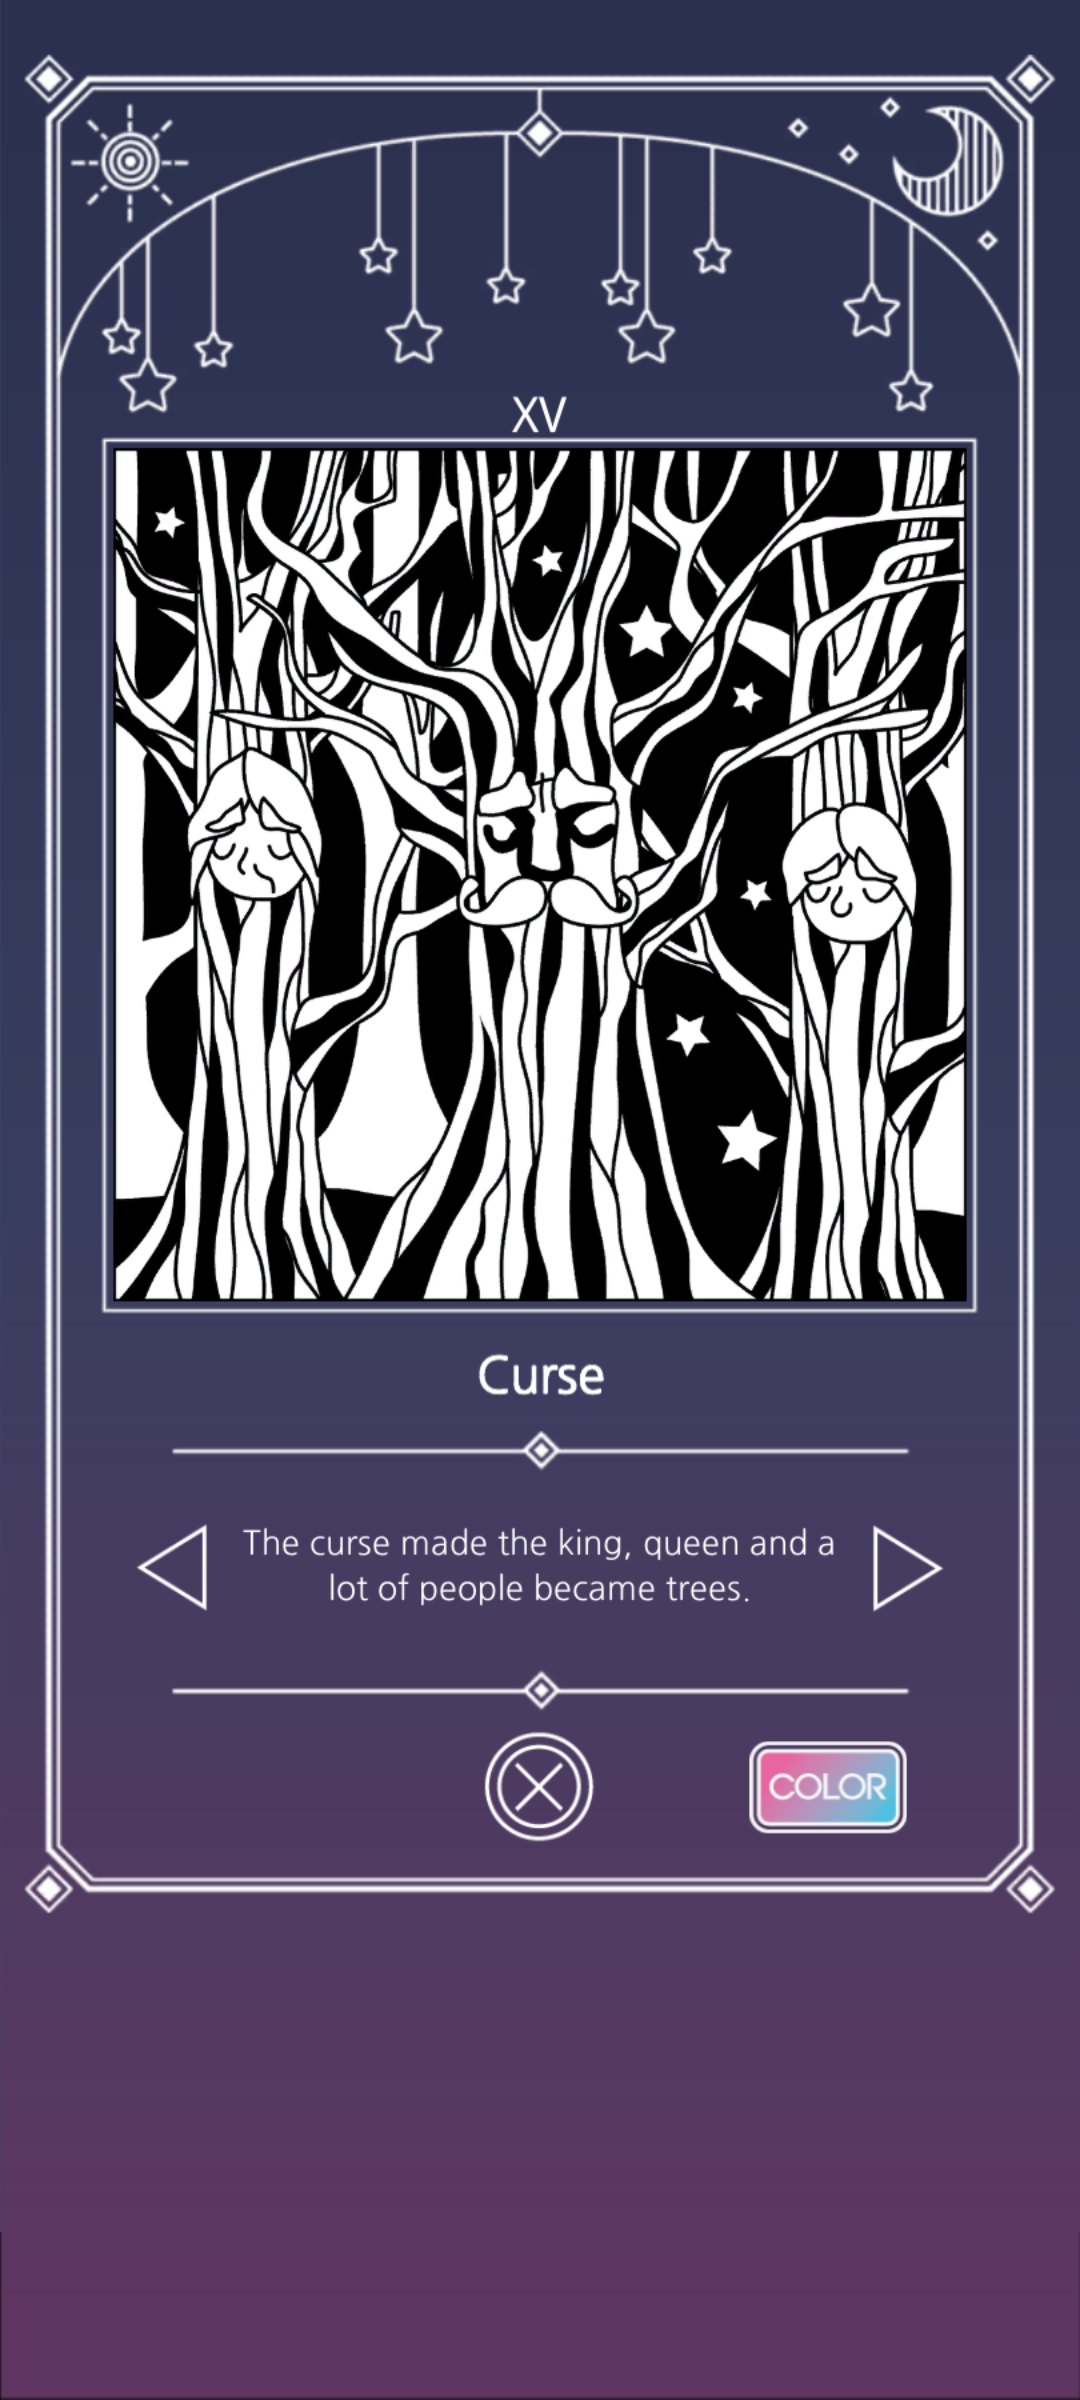 XV
Curse
The curse made the king, queen and a
lot of people became trees.
COLOR